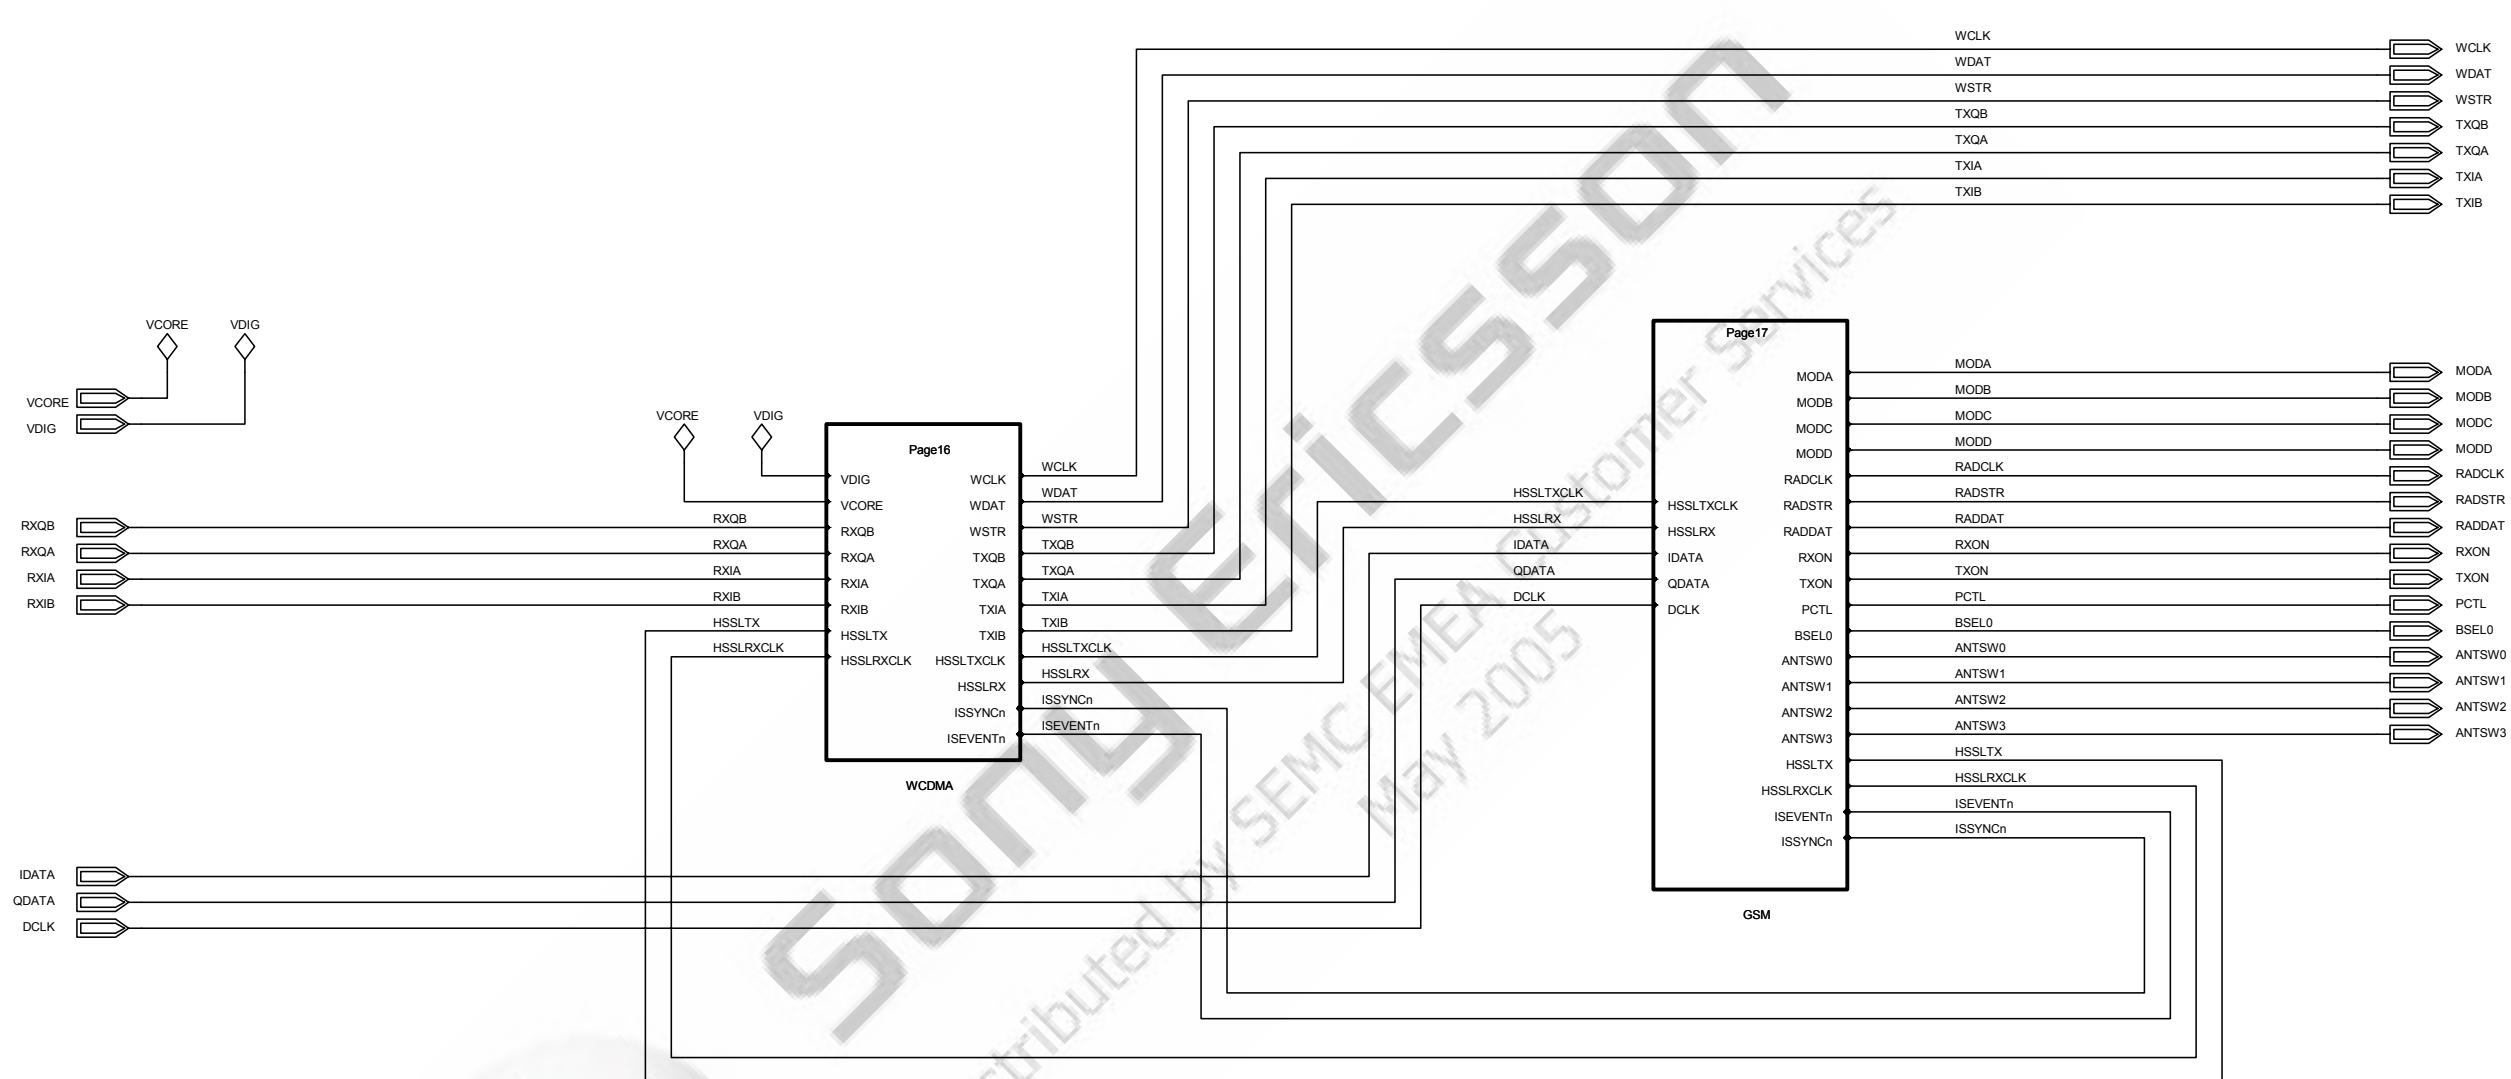 WCLK WCLK
WDAT WDAT
WSTR WSTR
TXQB TXQB
TXQA TXQA
TXIA TXIA
TXIB TXIB
VCORE VDIG
VCORE
VDIG
VCORE VDIG
Page16
VDIG
VCORE
RXQB RXQB RXQB
RXQA RXQA RXQA
RXIA RXIA RXIA
RXIB RXIB RXIB
HSSLTX HSSLTX
HSSLRXCLK HSSLRXCLK
WCLK WCLK
WDAT WDAT
WSTR WSTR
TXQB TXQB
TXQA TXQA
TXIA TXIA
TXIB TXIB
HSSLTXCLK HSSLTXCLK
HSSLRX HSSLRX
ISSYNCn ISSYNCn
ISEVENTn ISEVENTn
WCDMA
Page17
HSSLTXCLK HSSLTXCLK
HSSLRX HSSLRX
IDATA IDATA
QDATA QDATA
DCLK DCLK
MODA MODA MODA
MODB MODB MODB
MODC MODC MODC
MODD MODD MODD
RADCLK RADCLK RADCLK
RADSTR RADSTR RADSTR
RADDAT RADDAT RADDAT
RXON RXON RXON
TXON TXON TXON
PCTL PCTL PCTL
BSEL0 BSEL0 BSEL0
ANTSW0 ANTSW0 ANTSW0
ANTSW1 ANTSW1 ANTSW1
ANTSW2 ANTSW2 ANTSW2
ANTSW3 ANTSW3 ANTSW3
HSSLTX HSSLTX
HSSLRXCLK HSSLRXCLK
ISEVENTn ISEVENTn
ISSYNCn ISSYNCn
GSM
IDATA
QDATA
DCLK
Sony Ericsson
by SEMC EMEA Customer Services
May 2005